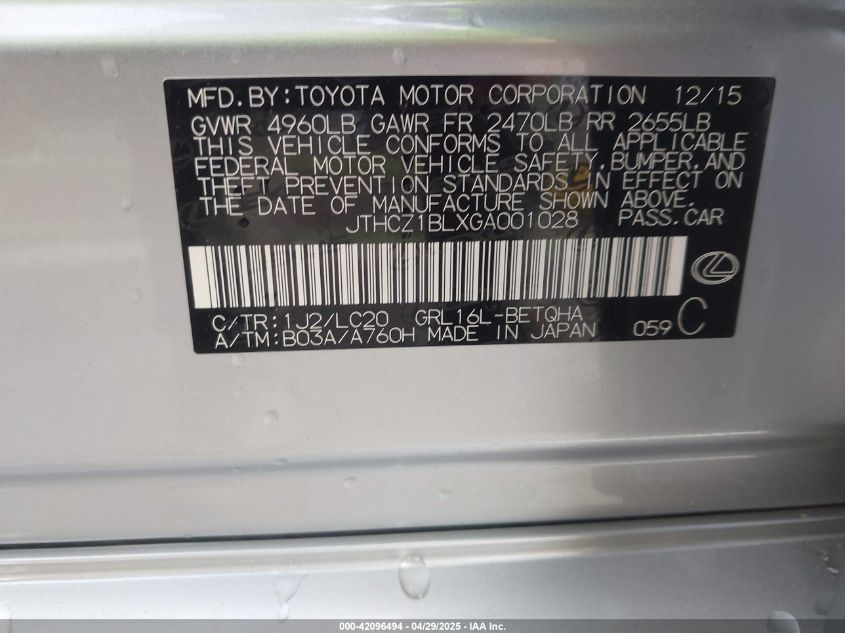 MFD.BY:TOYOTA MOTOR CORPORATION 12/15
GVWR 4960LB GAWR FR 2470LB RR 2655LB
THIS VEHICLE CONFORMS TO ALL APPLICABLE
FEDERAL MOTOR VEHICLE SAFETY, BUMPER, AND
THEFT PREVENTION STANDARDS IN EFFECT ON
THE DATE OF MANUFACTURE SHOWN ABOVE.
JTHCZ1BLXGA001028 PASS.CAR
C/TR:1J2/LC20 GRL16L-BETQHA
A/TM:B03A/A760H MADE IN JAPAN 059 C
000-42096494 - 04/29/2025 - IAA Inc.